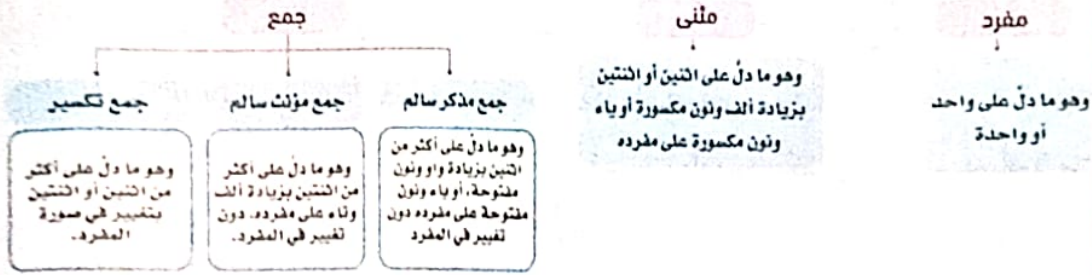 مفرد
وهو ما دلّ على واحد
أو واحدة
مثنى
وهو ما دلّ على اثنين أو اثنتين
بزيادة ألف ونون مكسورة أو ياء
ونون مكسورة على مفرده
جمع
جمع مذكر سالم
وهو ما دلّ على أكثر من
اثنين بزيادة واو ونون
مفتوحة، أو ياء ونون
مفتوحة على مفرده دون
تغيير في المفرد
جمع مؤنث سالم
وهو ما دلّ على أكثر
من اثنتين بزيادة ألف
وتاء على مفرده، دون
تغيير في المفرد.
جمع تكسير
وهو ما دلّ على أكثر
من اثنين أو اثنتين
بتغيير في صورة
المفرد.